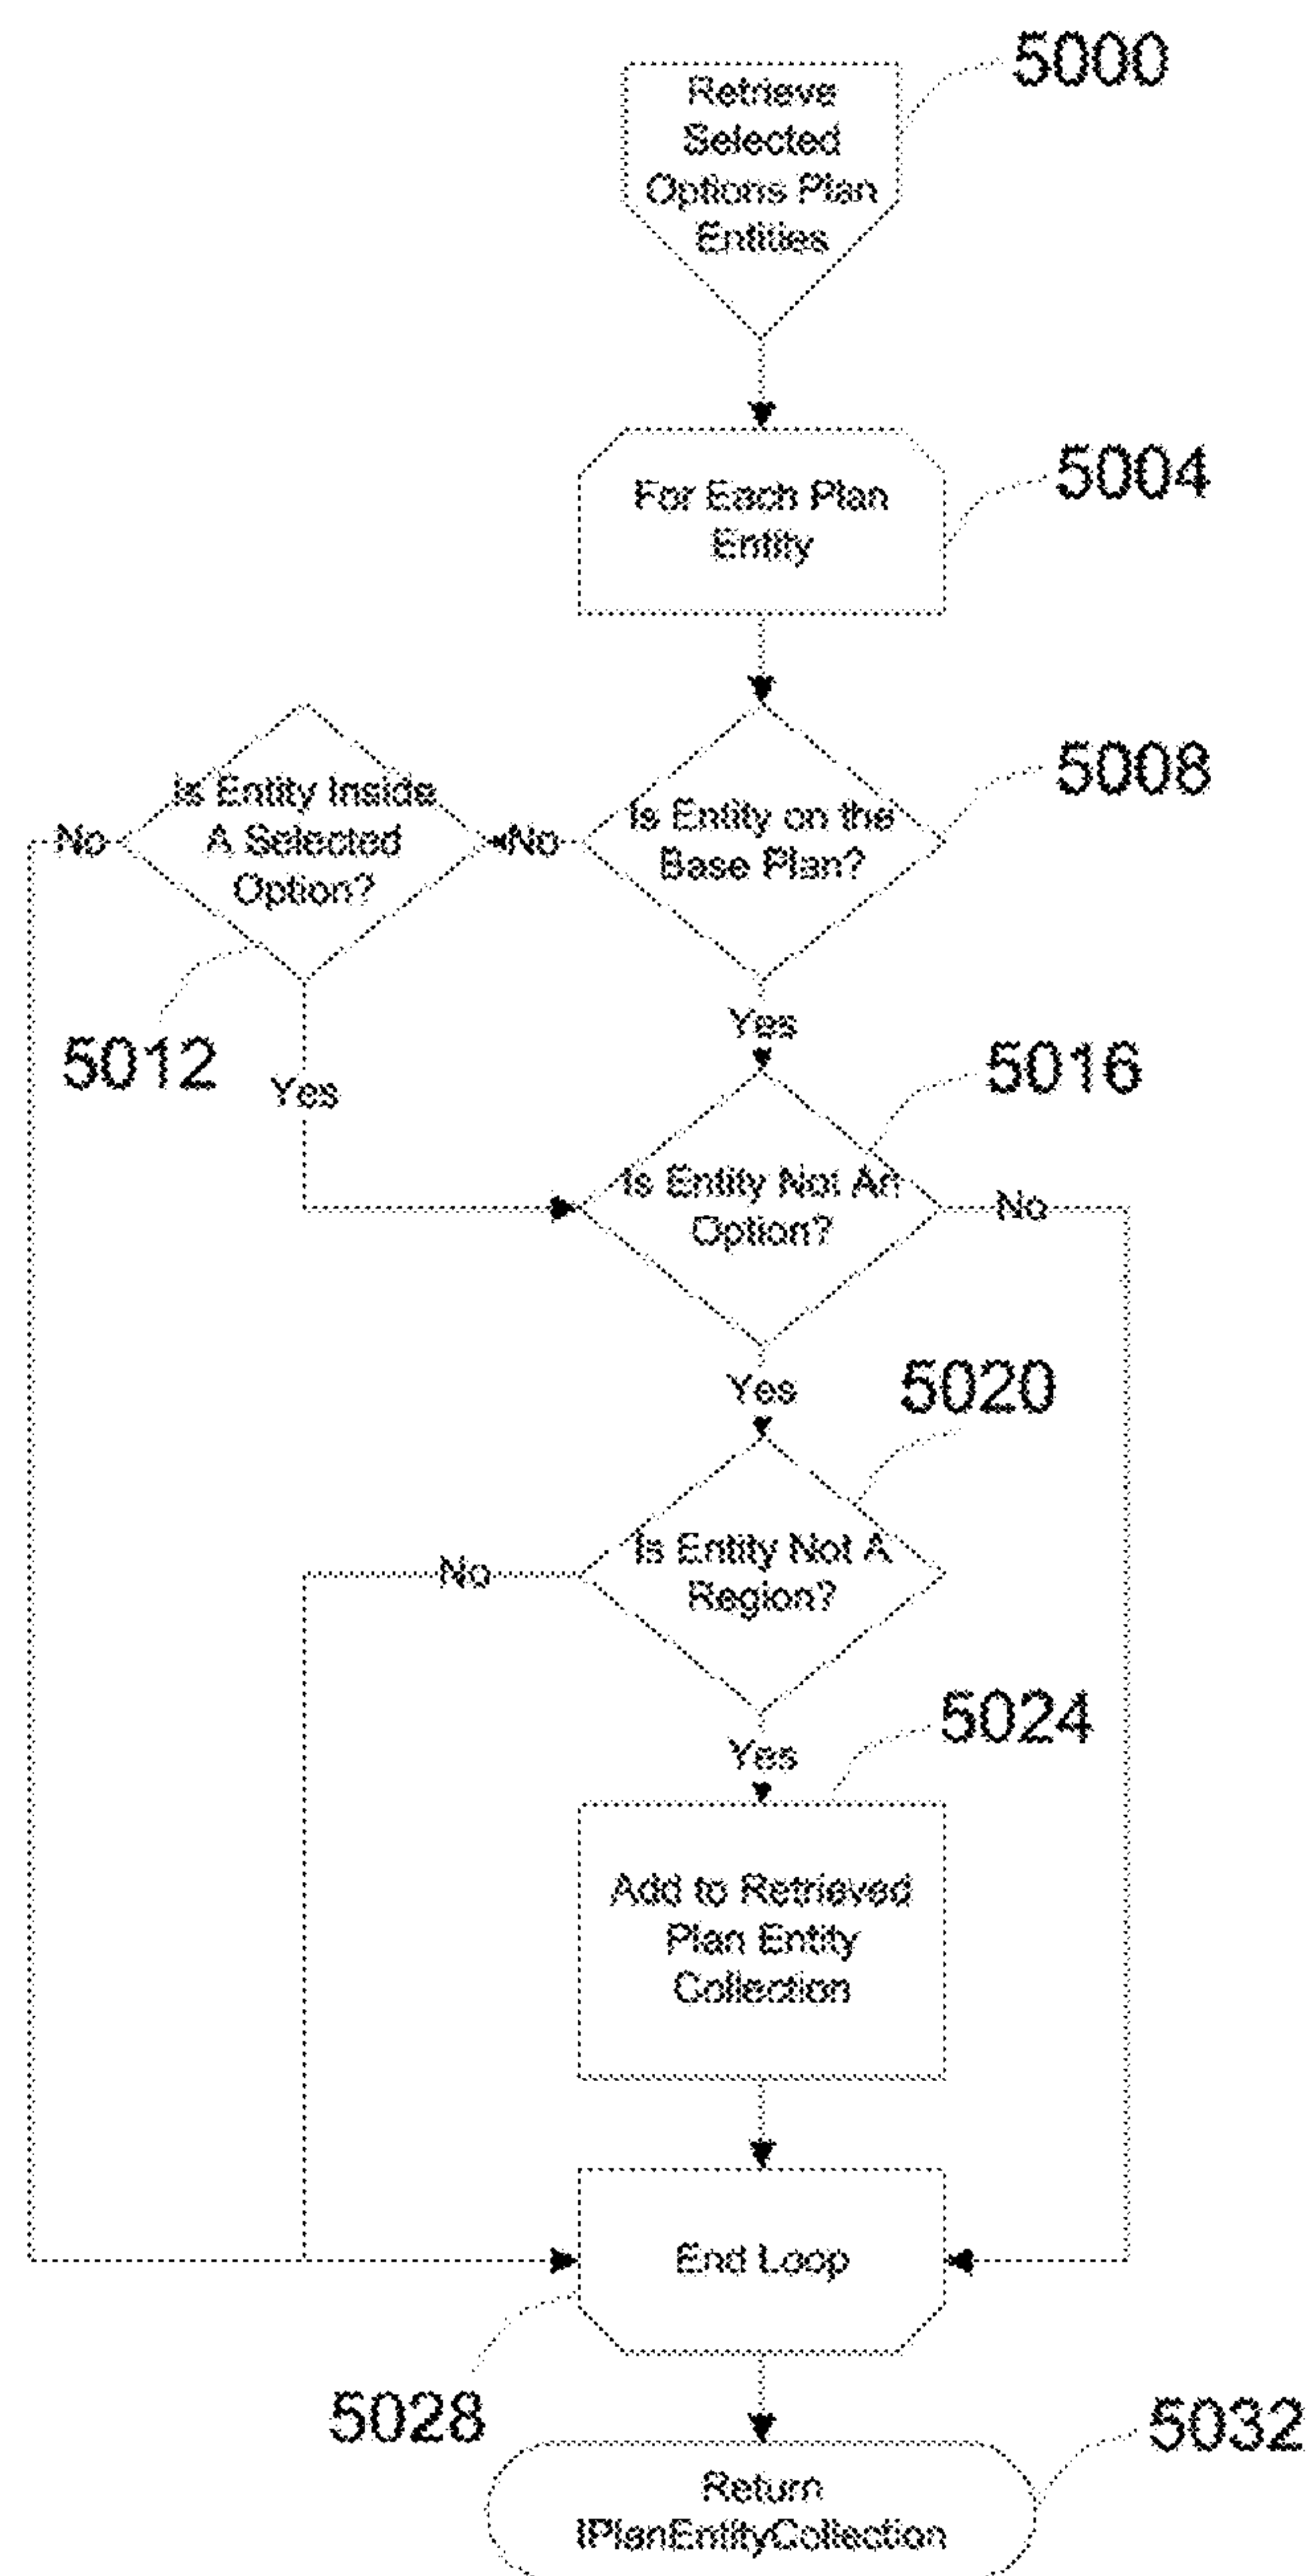 5000
Retrieve
Selected
Options Plan
Entities
5004
For Each Plan
Entity
5008
Is Entity on the
Base Plan?
No
Is Entity Inside
A Selected
Option?
No
5012
Yes
Yes
5016
Is Entity Not An
Option?
No
Yes
5020
Is Entity Not A
Region?
No
Yes
5024
Add to Retrieved
Plan Entity
Collection
End Loop
5028
5032
Return
IPlanEntityCollection